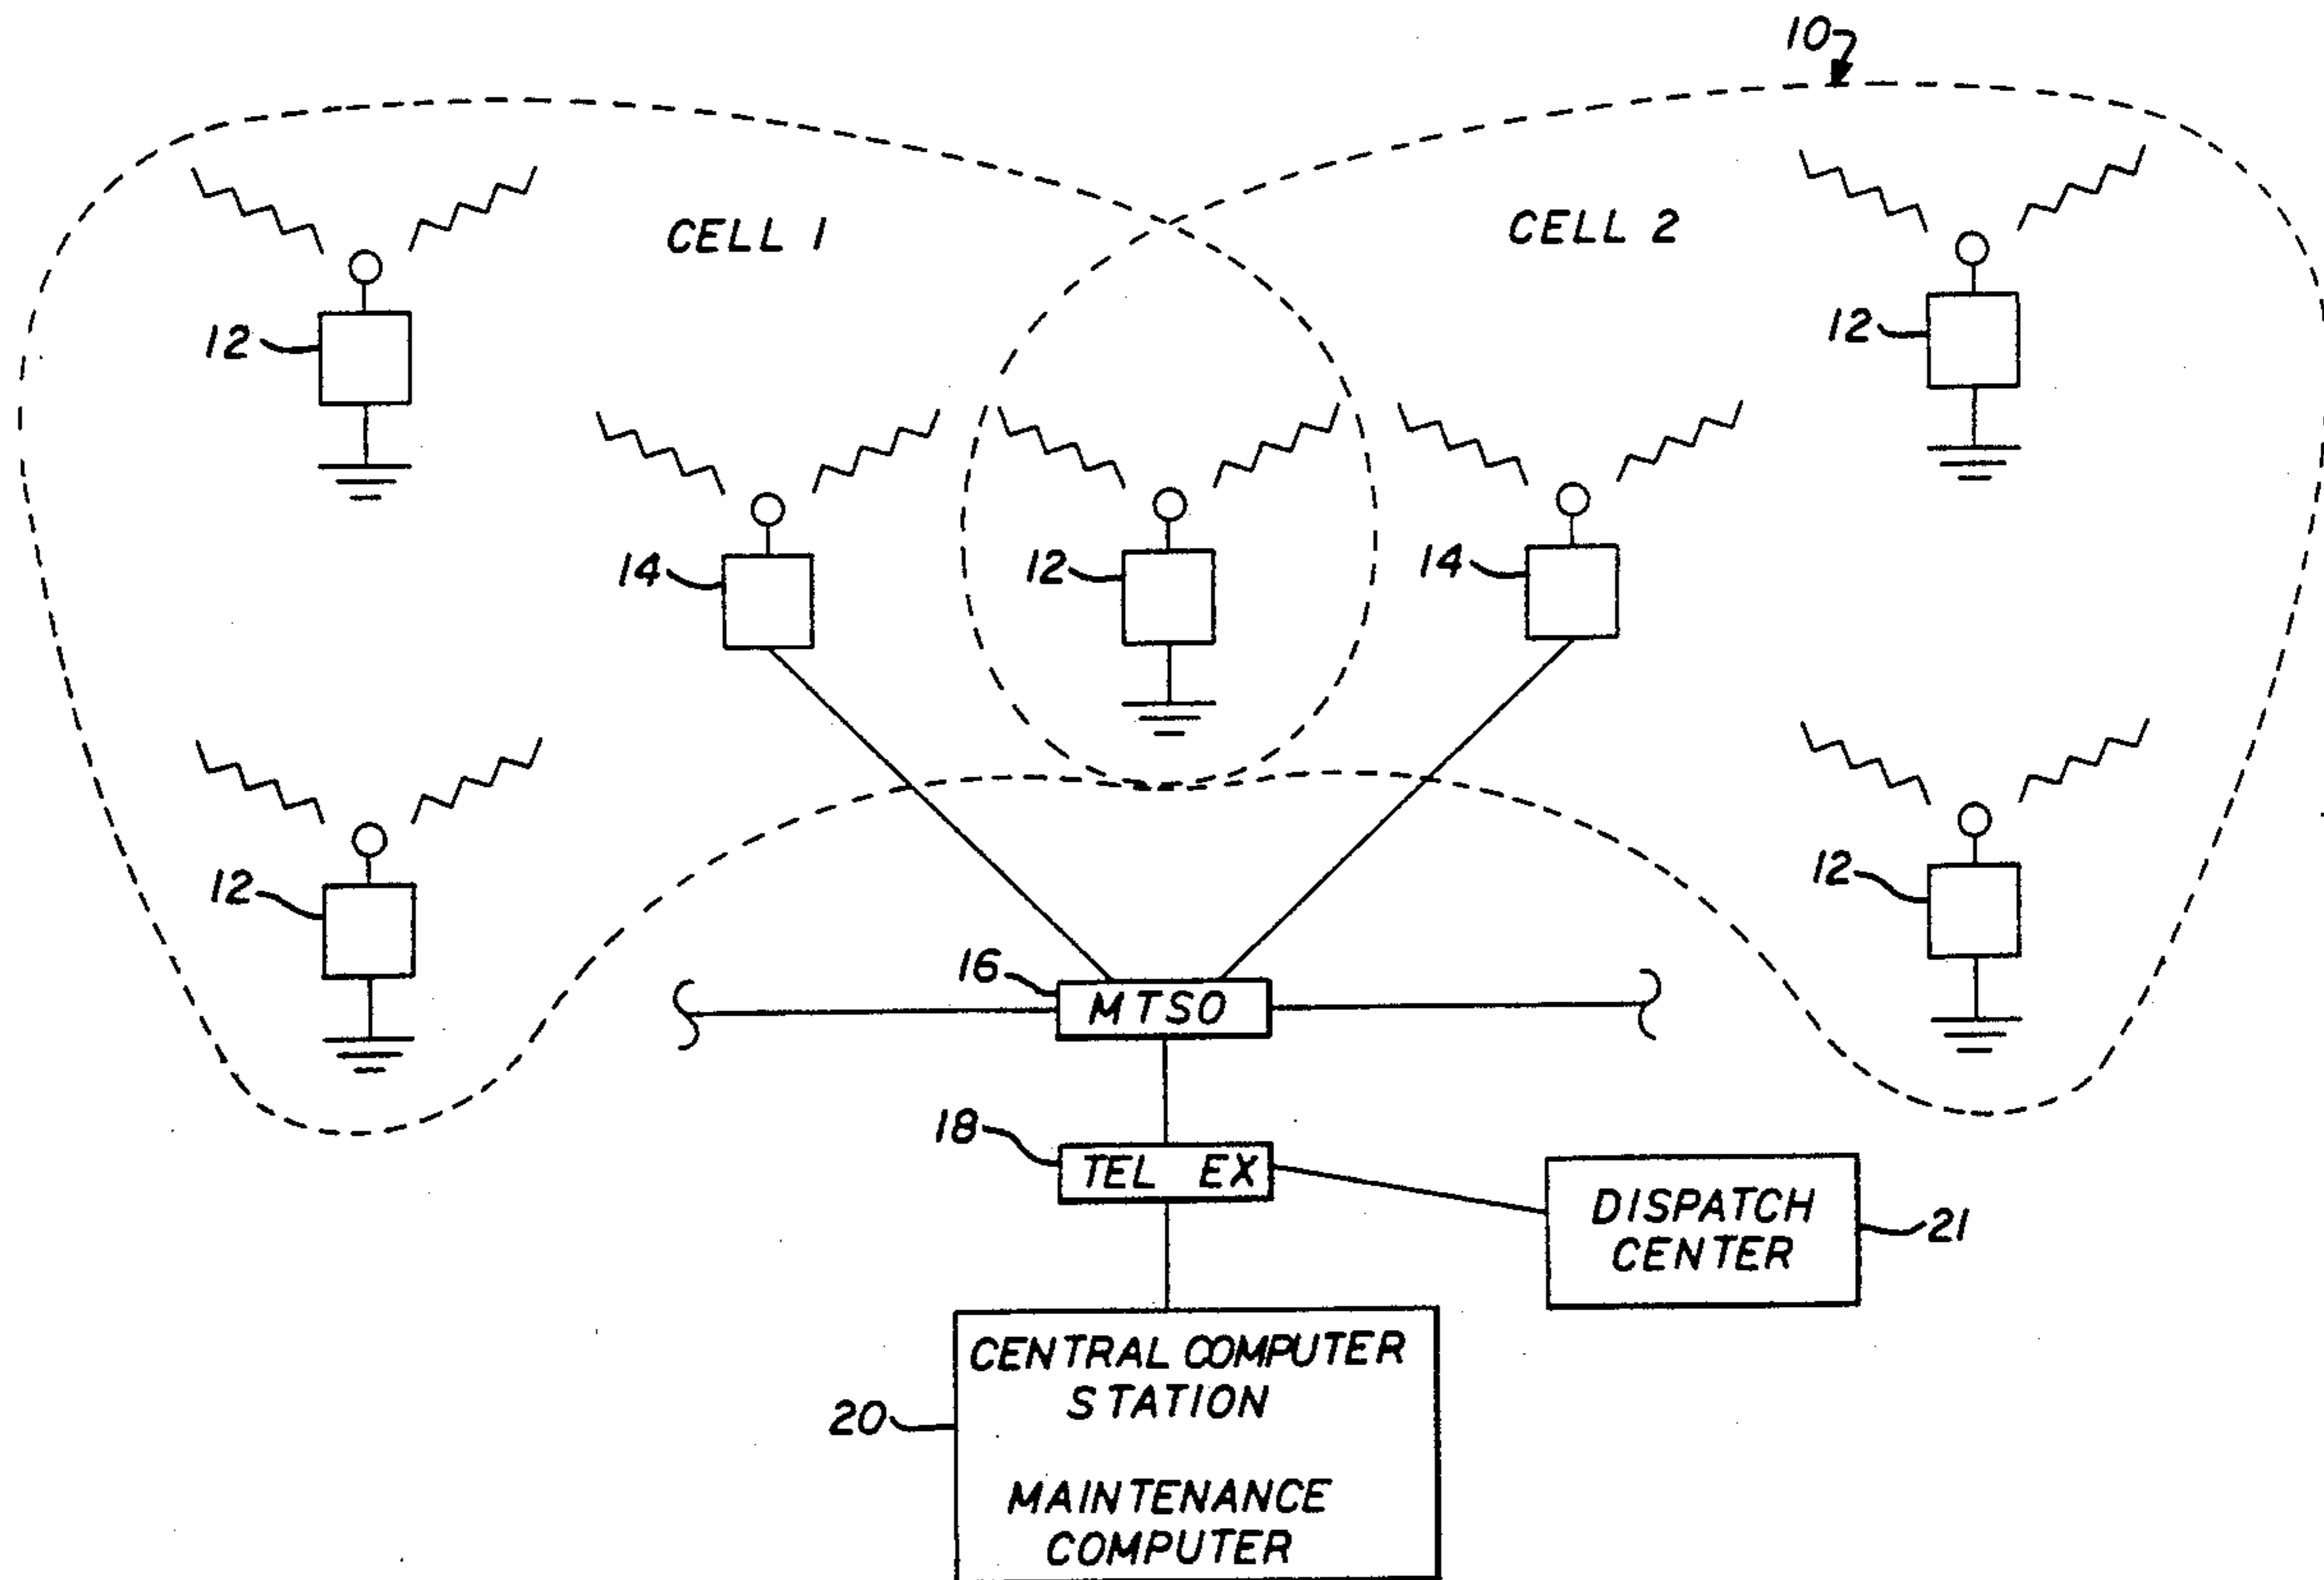 10
CELL 1
CELL 2
12
12
14
12
14
12
12
16
MTSO
18
TEL EX
DISPATCH
CENTER
21
CENTRAL COMPUTER
STATION
20
MAINTENANCE
COMPUTER